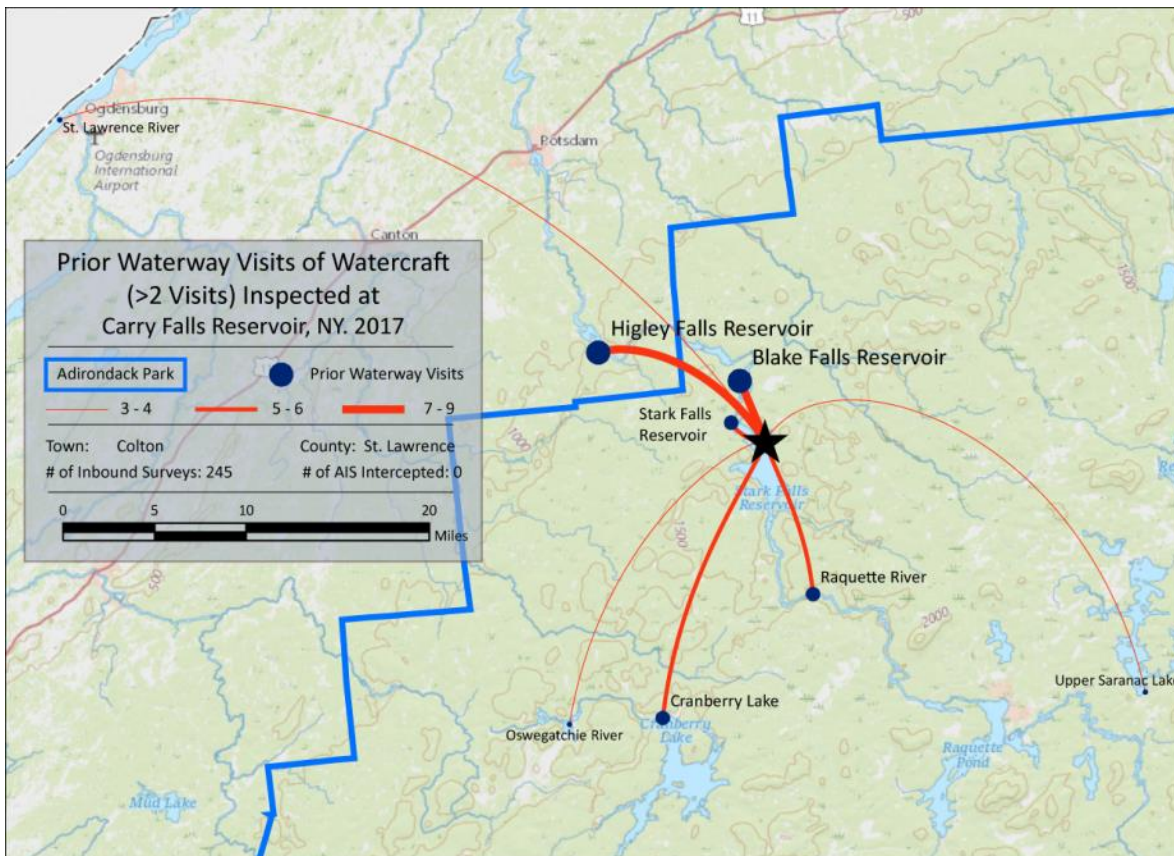 11
500
Ogdensburg
St. Lawrence River
Ogdensburg
International
Airport
Potsdam
Canton
1500
Prior Waterway Visits of Watercraft
(>2 Visits) Inspected at
Carry Falls Reservoir, NY. 2017
Adirondack Park
Prior Waterway Visits
3 - 4
5 - 6
7 - 9
Town: Colton
County: St. Lawrence
# of Inbound Surveys: 245
# of AIS Intercepted: 0
0 5 10 20
Miles
Higley Falls Reservoir
Blake Falls Reservoir
Stark Falls
Reservoir
1000
Stark Falls
Reservoir
1500
500
Raquette River
2000
Upper Saranac Lake
Cranberry Lake
Cranberry
Lake
Oswegatchie River
Raquette
Pond
Mud Lake